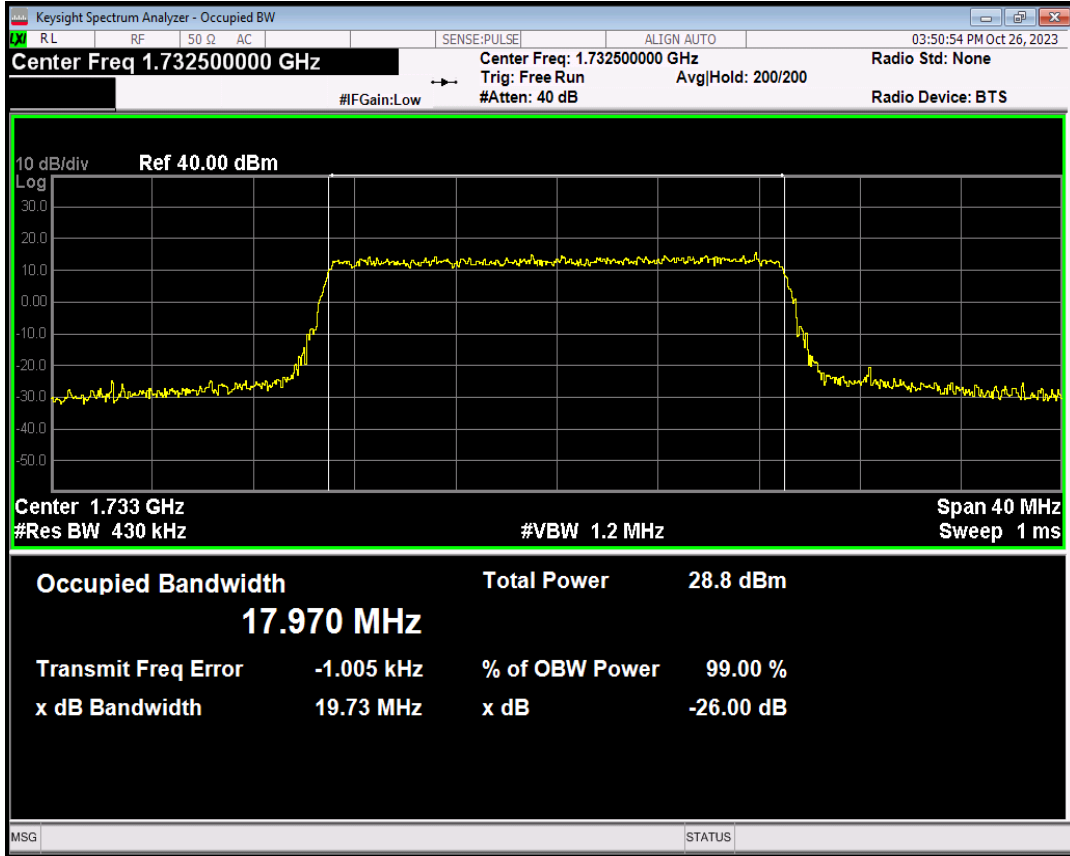 Keysight Spectrum Analyzer - Occupied BW
LXI RL RF 50 Ω AC SENSE:PULSE ALIGN AUTO 03:50:54 PM Oct 26, 2023
Center Freq 1.732500000 GHz
Center Freq: 1.732500000 GHz Radio Std: None
Trig: Free Run Avg|Hold: 200/200
#IFGain:Low #Atten: 40 dB Radio Device: BTS
10 dB/div Ref 40.00 dBm
Log
30.0
20.0
10.0
0.00
-10.0
-20.0
-30.0
-40.0
-50.0
Center 1.733 GHz Span 40 MHz
#Res BW 430 kHz #VBW 1.2 MHz Sweep 1 ms
Occupied Bandwidth Total Power 28.8 dBm
17.970 MHz
Transmit Freq Error -1.005 kHz % of OBW Power 99.00 %
x dB Bandwidth 19.73 MHz x dB -26.00 dB
MSG STATUS